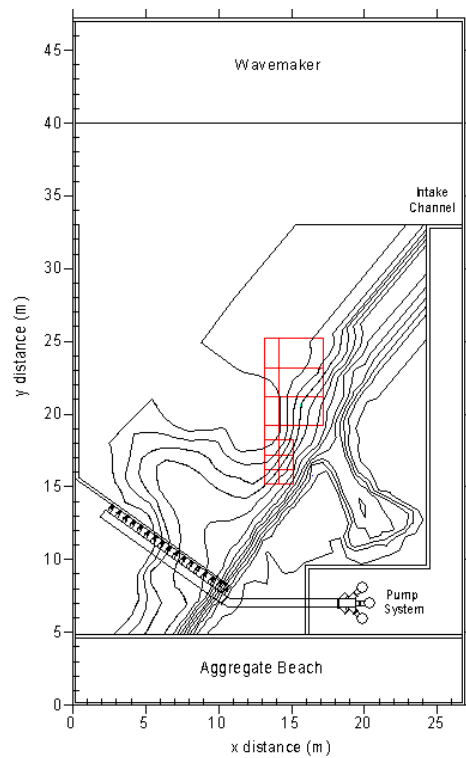 45
Wavemaker
40
35
Intake
Channel
30
25
y distance (m)
20
15
10
Pump
System
5
Aggregate Beach
0
0 5 10 15 20 25
x distance (m)